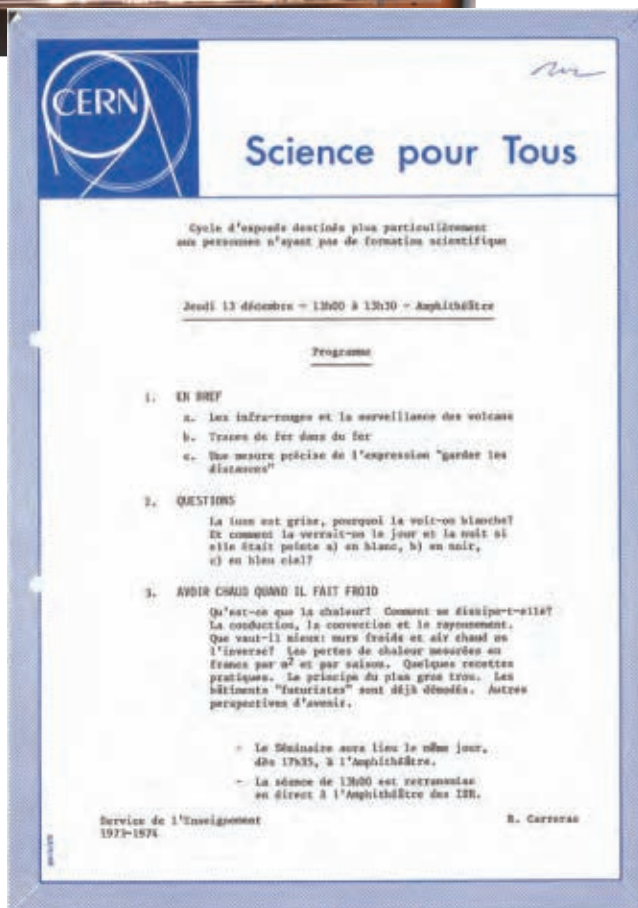 CERN
Science pour Tous
Cycle d'exposés destinés plus particulièrement
aux personnes n'ayant pas de formation scientifique
Jeudi 13 décembre - 13h00 à 13h30 - Amphithéâtre
Programme
1. EN BREF
a. Les infra-rouges et la surveillance des volcans
b. Traces de fer dans du fer
c. Une mesure précise de l'expression "garder les
distances"
2. QUESTIONS
La lune est grise, pourquoi la voit-on blanche?
Et comment la verrait-on le jour et la nuit si
elle était peinte a) en blanc, b) en noir,
c) en bleu ciel?
3. AVOIR CHAUD QUAND IL FAIT FROID
Qu'est-ce que la chaleur? Comment se dissipe-t-elle?
La conduction, la convection et le rayonnement.
Que vaut-il mieux: murs froids et air chaud ou
l'inverse? Les pertes de chaleur mesurées en
francs par m² et par saison. Quelques recettes
pratiques. Le principe du plus gros trou. Les
bâtiments "futuristes" sont déjà démodés. Autres
perspectives d'avenir.
- Le Séminaire aura lieu le même jour,
dès 17h35, à l'Amphithéâtre.
- La séance de 13h00 est retransmise
en direct à l'Amphithéâtre des ISR.
Service de l'Enseignement R. Carreras
1973-1974